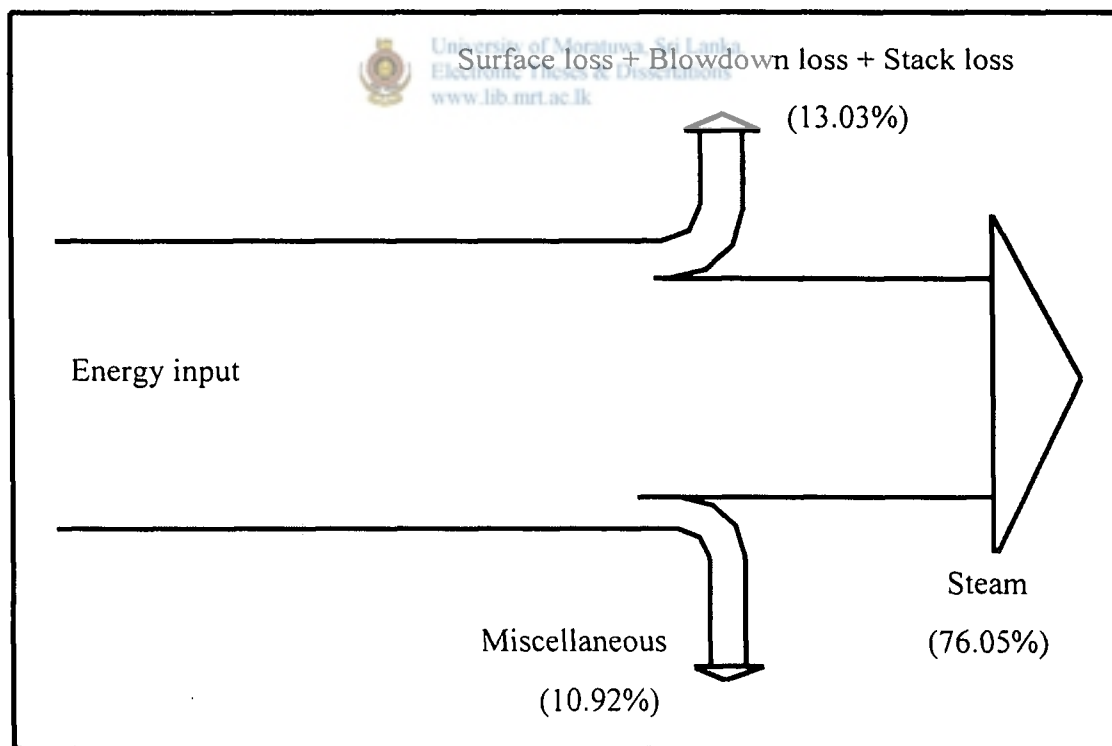 University of Moratuwa, Sri Lanka.
Electronic Theses & Dissertations
www.lib.mrt.ac.lk
Surface loss + Blowdown loss + Stack loss
(13.03%)
Energy input
Steam
(76.05%)
Miscellaneous
(10.92%)